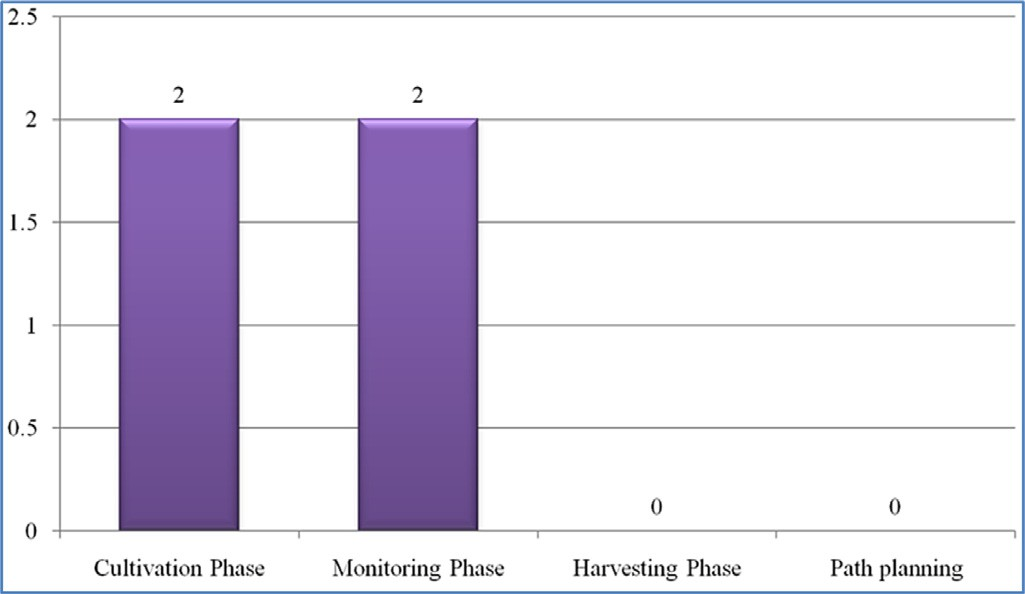 2.5
2
1.5
1
0.5
0
2
2
0
0
Cultivation Phase
Monitoring Phase
Harvesting Phase
Path planning